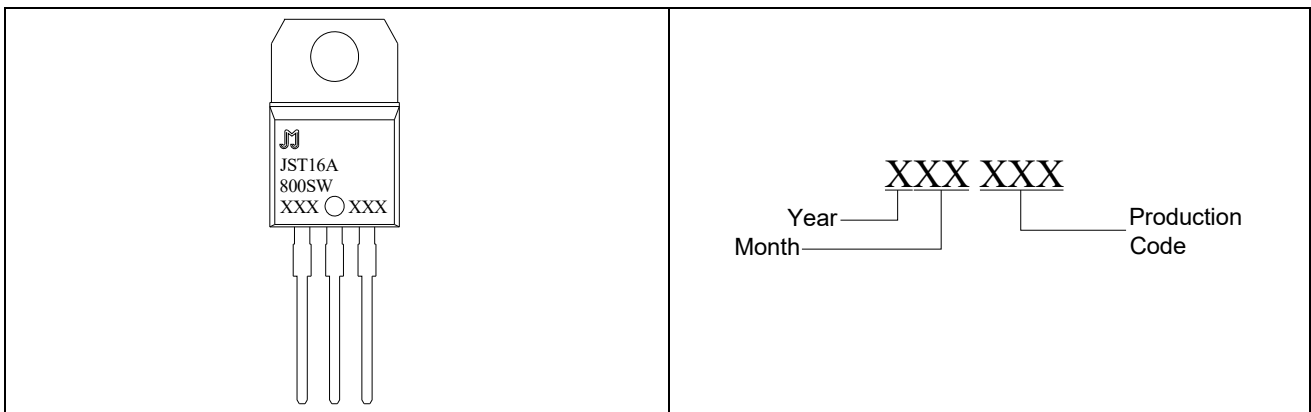 JST16A
800SW
XXX XXX
XXX XXX
Year
Month
Production
Code